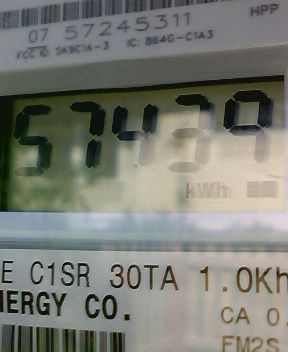 HPP
07 57245311
FCC ID: SK9C1A-3 IC: 864G-C1A3
57439
kWh
E C1SR 30TA 1.0Kh
NERGY CO.
CA 0.
FM2S